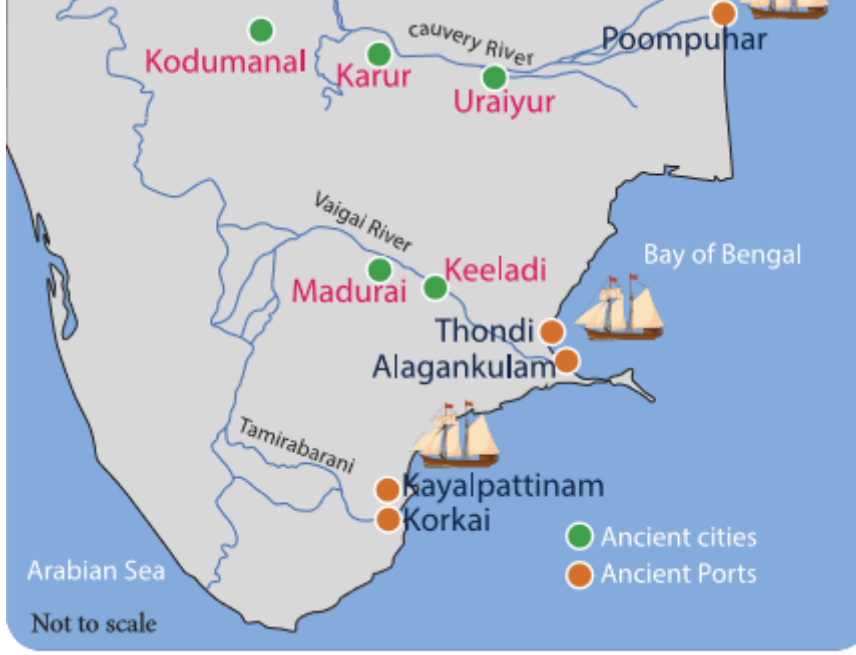 cauvery River
Poompuhar
Kodumanal
Karur
Uraiyur
Vaigai River
Bay of Bengal
Keeladi
Madurai
Thondi
Alagankulam
Tamirabarani
Kayalpattinam
Korkai
Ancient cities
Arabian Sea
Ancient Ports
Not to scale